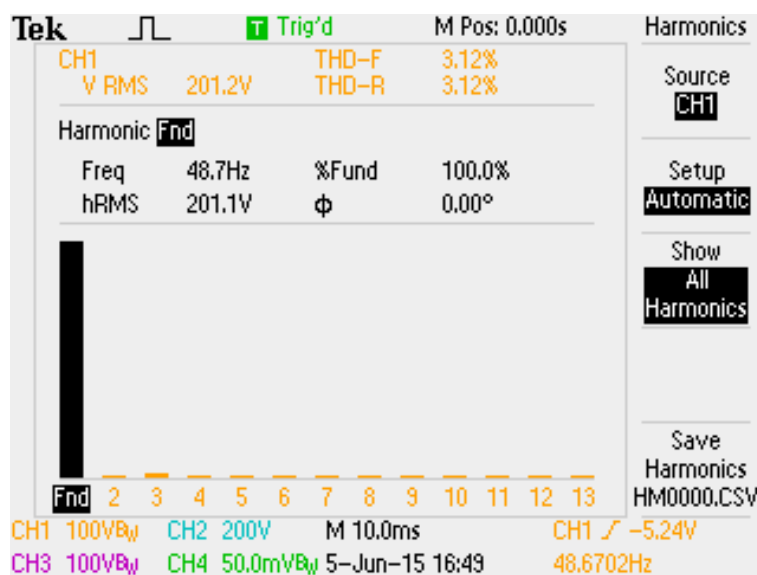 Tek T Trig'd M Pos: 0.000s Harmonics
CH1 THD-F 3.12%
V RMS 201.2V THD-R 3.12%
Source
CH1
Harmonic Fnd
Freq 48.7Hz %Fund 100.0%
hRMS 201.1V ϕ 0.00°
Setup
Automatic
Show
All
Harmonics
Save
Harmonics
HM0000.CSV
Fnd 2 3 4 5 6 7 8 9 10 11 12 13
CH1 100VBW CH2 200V M 10.0ms CH1 -5.24V
CH3 100VBW CH4 50.0mVBW 5-Jun-15 16:49 48.6702Hz